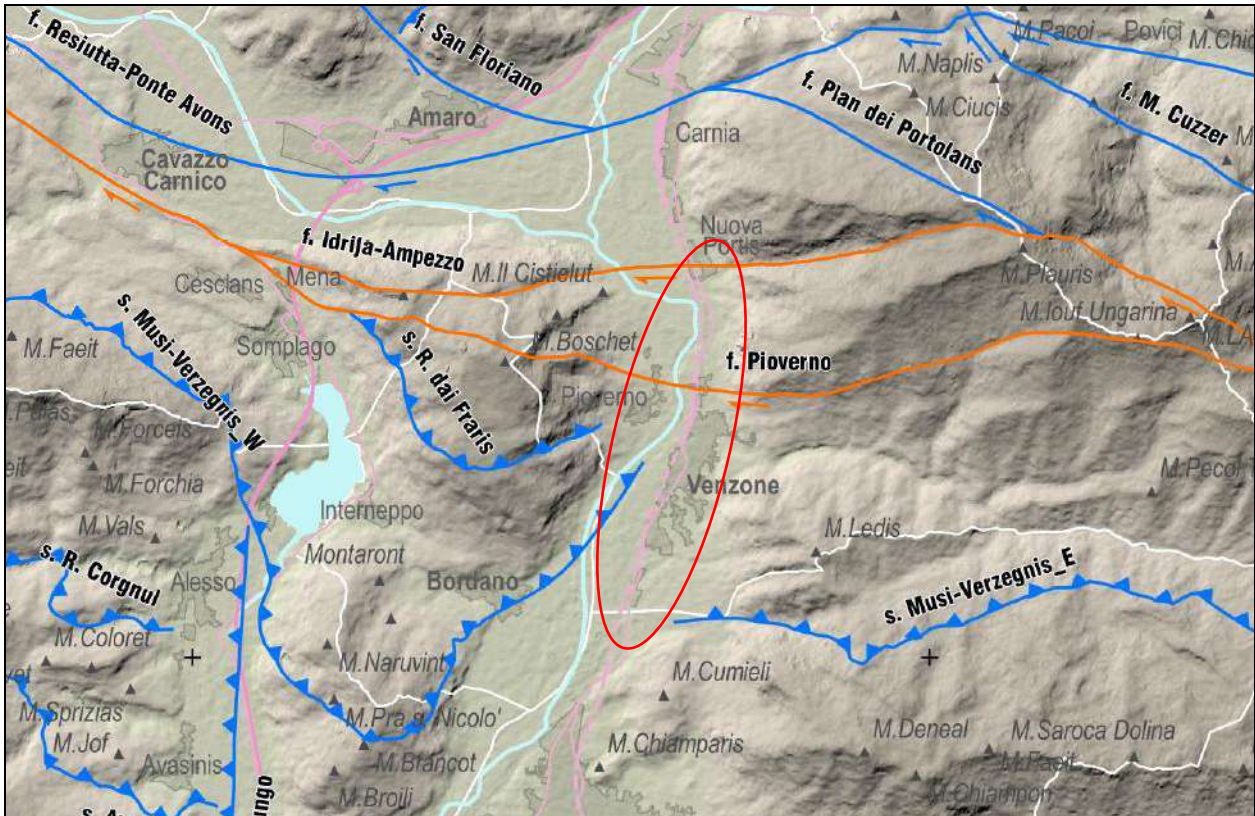 f. Resiutta-Ponte Avons
f. San Floriano
M.Pacoi
Povici
M.Naplis
M.Ciucis
f. M. Cuzzer
f. Plan dei Portolans
Amaro
Carnia
Cavazzo
Carnico
Nuova
Portis
f. Idrija-Ampezzo
M.Il Cistielut
M.Plauris
M.Iouf Ungarina
Cesclans
Mena
s. Musi-Verzegnis_W
M.Faeit
Somplago
s. R. dai Fraris
M.Boschet
f. Pioverno
Pioverno
M.Forceis
M.Forchia
M.Pecol
Venzone
Interneppo
M.Vals
M.Ledis
Montaront
s. R. Corgnul
Alesso
Bordano
s. Musi-Verzegnis_E
M.Coloret
M.Naruvint
M.Cumieli
M.Sprizias
M.Pra s. Nicolo'
M.Deneal
M.Saroca Dolina
M.Jof
M.Chiamparis
Avasinis
M.Brancot
M.Faeit
M.Broili
M.Chiampon